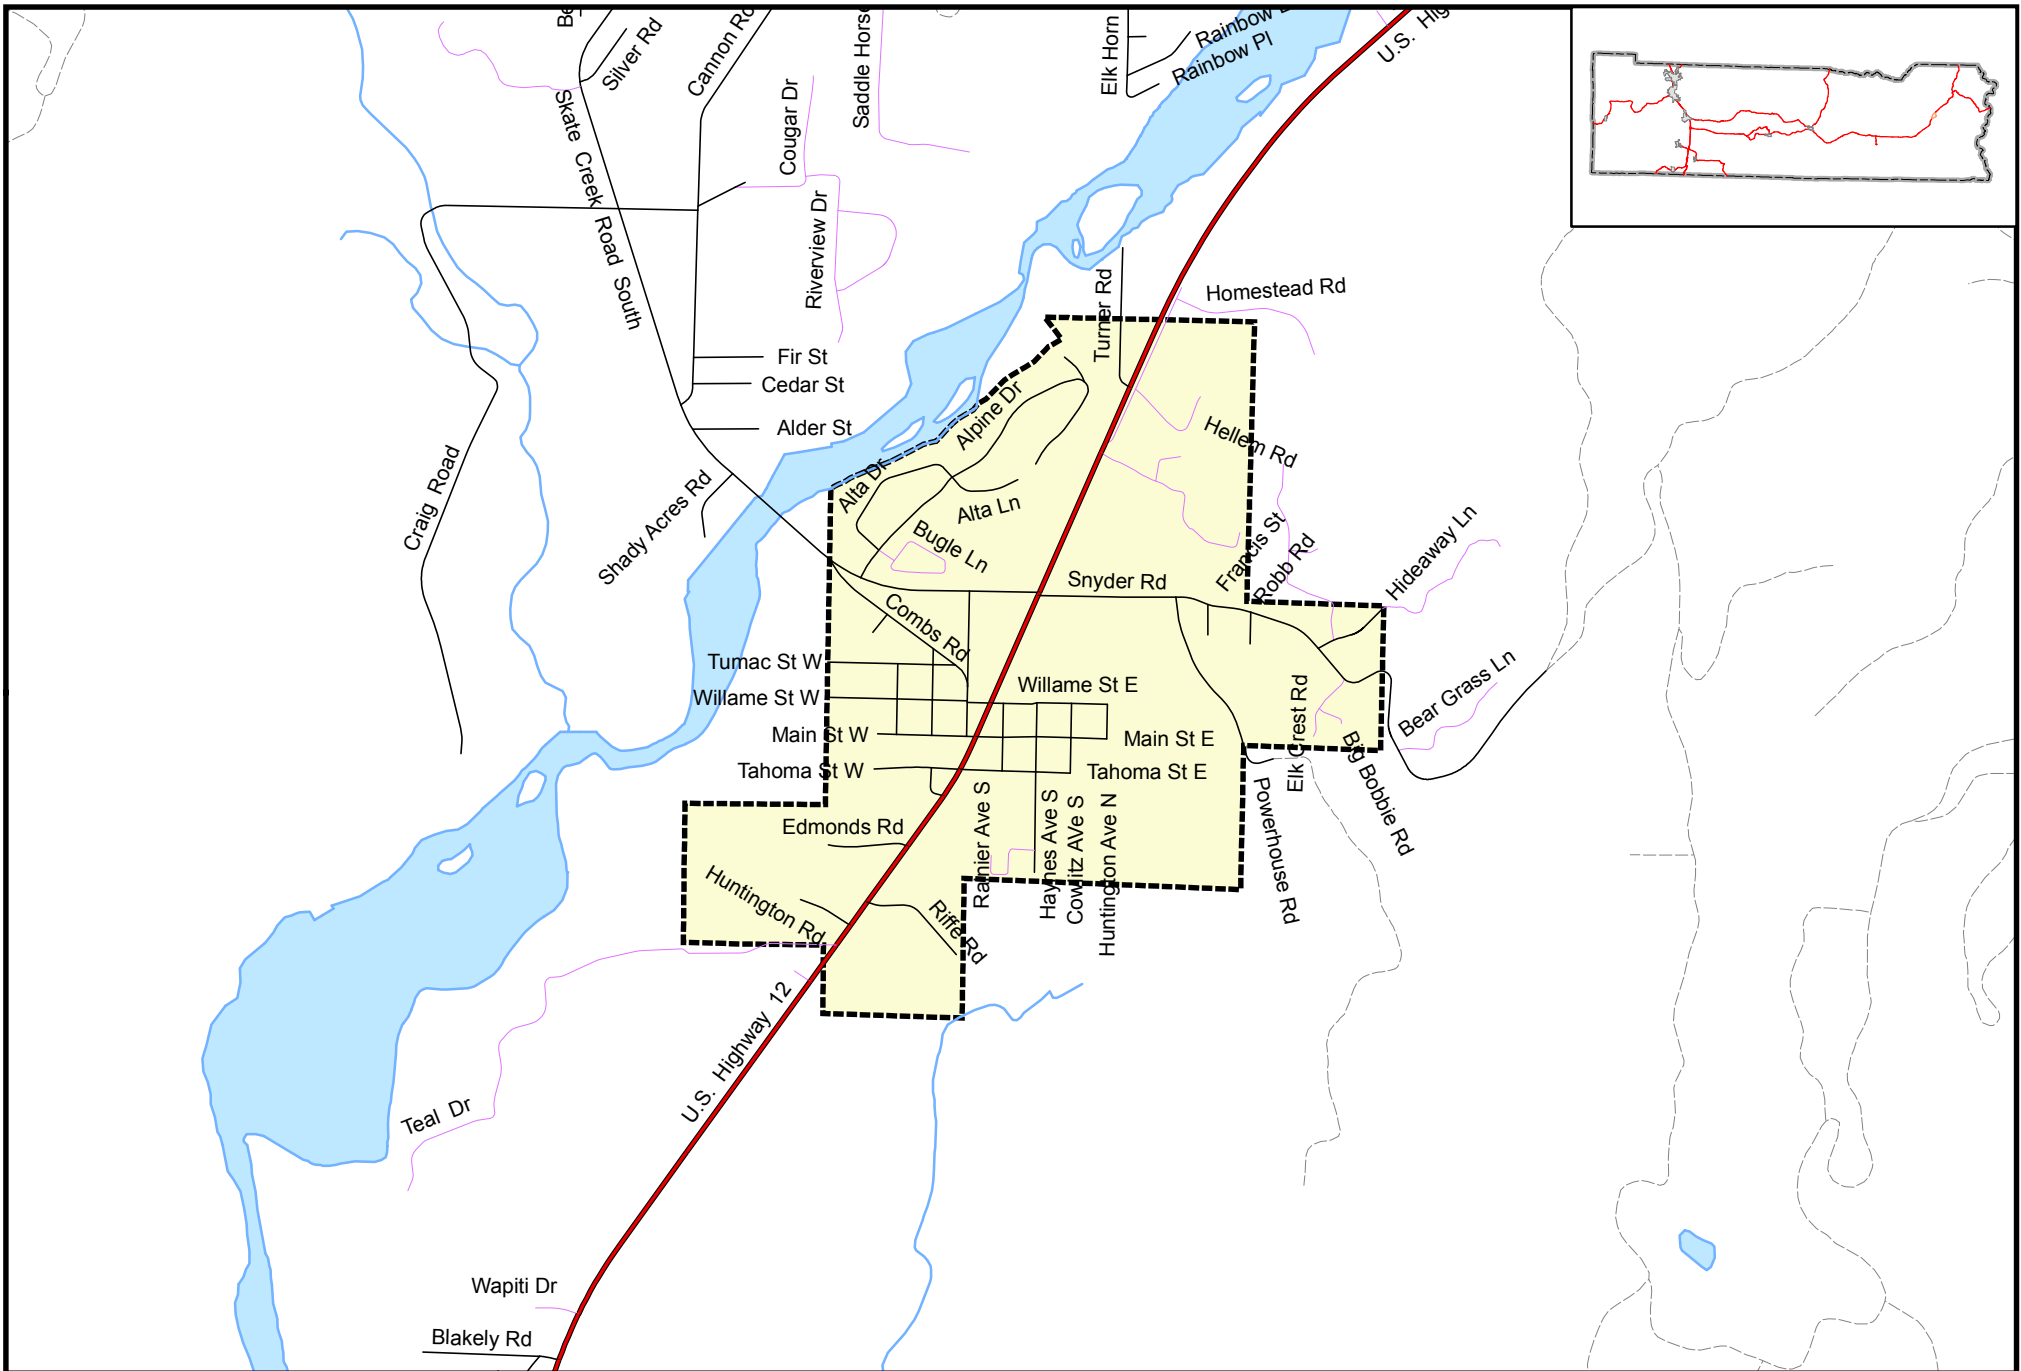 Be
Silver Rd
Cannon Rd
Saddle Horse
Elk Horn
Rainbow
Rainbow Pl
U.S. Hig
Skate Creek Road South
Cougar Dr
Riverview Dr
Turner Rd
Homestead Rd
Fir St
Cedar St
Alder St
Alpine Dr
Hellem Rd
Craig Road
Shady Acres Rd
Alta Dr
Alta Ln
Bugle Ln
Francis St
Robb Rd
Hideaway Ln
Snyder Rd
Combs Rd
Tumac St W
Willame St W
Willame St E
Bear Grass Ln
Main St W
Main St E
Elk Crest Rd
Big Bobbie Rd
Tahoma St W
Tahoma St E
Edmonds Rd
Rainier Ave S
Haynes Ave S
Cowlitz AVe S
Huntington Ave N
Powerhouse Rd
Huntington Rd
Riffe Rd
U.S. Highway 12
Teal Dr
Wapiti Dr
Blakely Rd